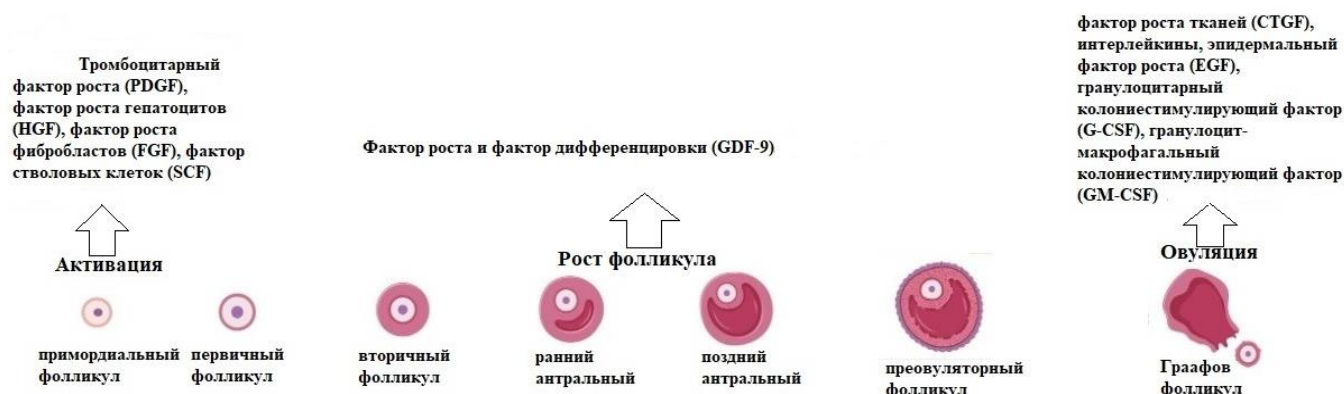 Тромбоцитарный
фактор роста (PDGF),
фактор роста гепатоцитов
(HGF), фактор роста
фибробластов (FGF), фактор
стволовых клеток (SCF)
Фактор роста и фактор дифференцировки (GDF-9)
фактор роста тканей (CTGF),
интерлейкины, эпидермальный
фактор роста (EGF),
гранулоцитарный
колониестимулирующий фактор
(G-CSF), гранулоцит-
макрофагальный
колониестимулирующий фактор
(GM-CSF)
Активация
Рост фолликула
Овуляция
примордиальный
фолликул
первичный
фолликул
вторичный
фолликул
ранний
антральный
поздний
антральный
преовуляторный
фолликул
Граафов
фолликул